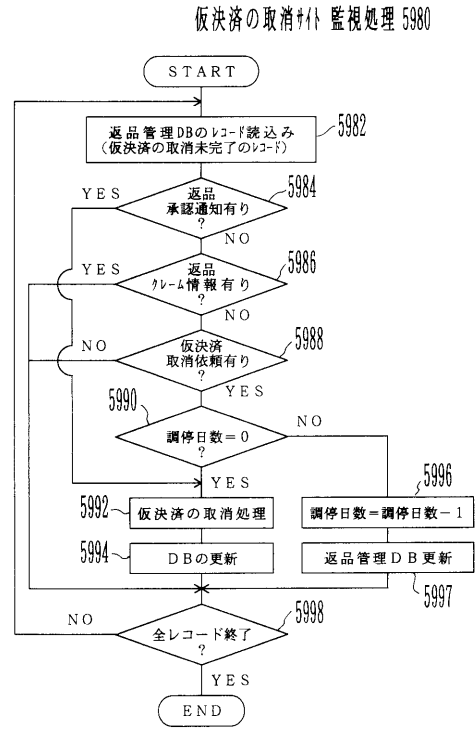 仮決済の取消サイト 監視処理 5980
START
返品管理DBのレコード読込み
(仮決済の取消未完了のレコード)
5982
YES
返品
承認通知有り
?
5984
NO
YES
返品
クレーム情報有り
?
5986
NO
NO
仮決済
取消依頼有り
?
5988
YES
5990
調停日数=0
?
NO
YES
5992
仮決済の取消処理
5996
調停日数=調停日数-1
5994
DBの更新
返品管理DB更新
5997
NO
全レコード終了
?
5998
YES
END